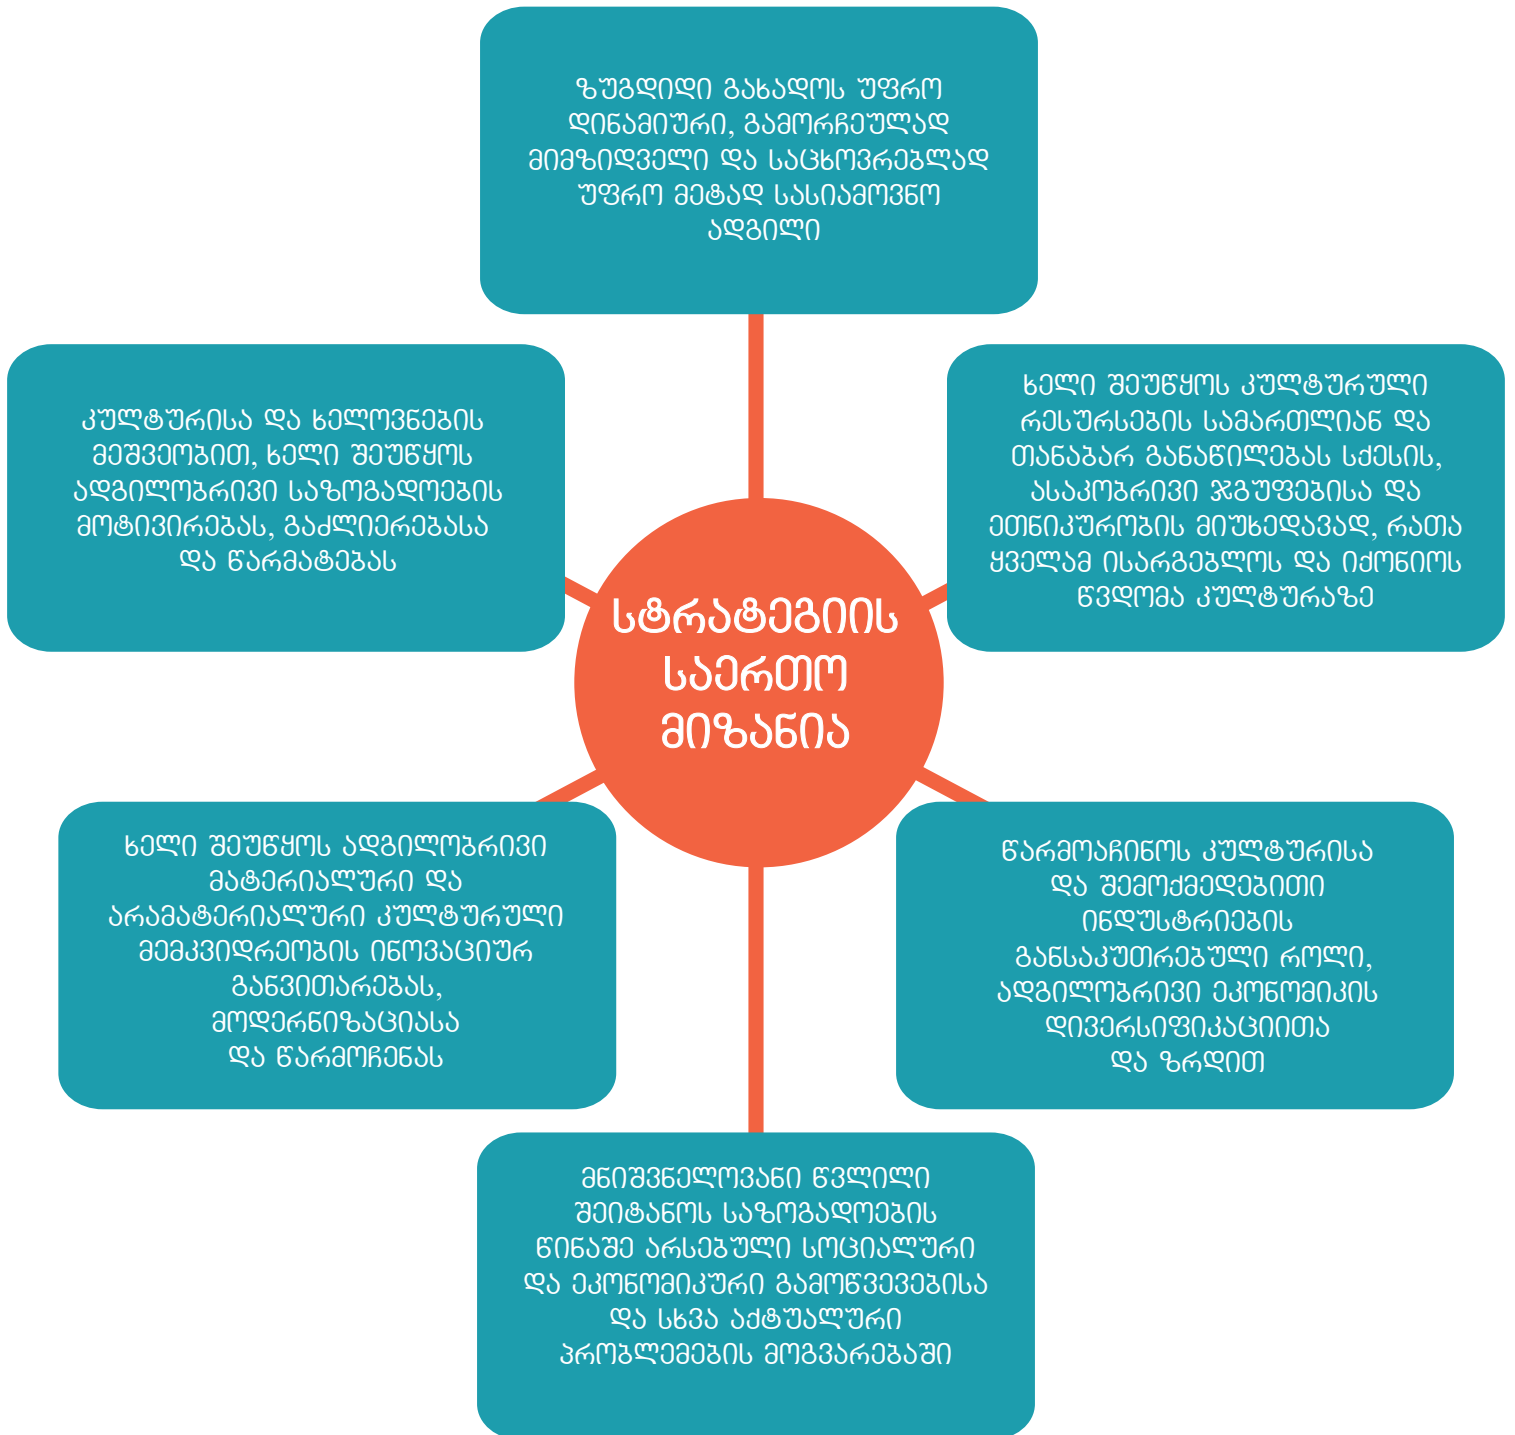 ზუგდიდი გახადოს უფრო
დინამიური, გამორჩეულად
მიმზიდველი და საცხოვრებლად
უფრო მეტად სასიამოვნო
ადგილი
კულტურისა და ხელოვნების
მეშვეობით, ხელი შეუწყოს
ადგილობრივი საზოგადოების
მოტივირებას, გაძლიერებასა
და წარმატებას
ხელი შეუწყოს კულტურული
რესურსების სამართლიან და
თანაბარ განაწილებას სქესის,
ასაკობრივი ჯგუფებისა და
ეთნიკურობის მიუხედავად, რათა
ყველამ ისარგებლოს და იქონიოს
წვდომა კულტურაზე
სტრატეგიის
საერთო
მიზანია
ხელი შეუწყოს ადგილობრივი
მატერიალური და
არამატერიალური კულტურული
მემკვიდრეობის ინოვაციურ
განვითარებას,
მოდერნიზაციასა
და წარმოჩენას
წარმოაჩინოს კულტურისა
და შემოქმედებითი
ინდუსტრიების
განსაკუთრებული როლი,
ადგილობრივი ეკონომიკის
დივერსიფიკაციითა
და ზრდით
მნიშვნელოვანი წვლილი
შეიტანოს საზოგადოების
წინაშე არსებული სოციალური
და ეკონომიკური გამოწვევებისა
და სხვა აქტუალური
პრობლემების მოგვარებაში